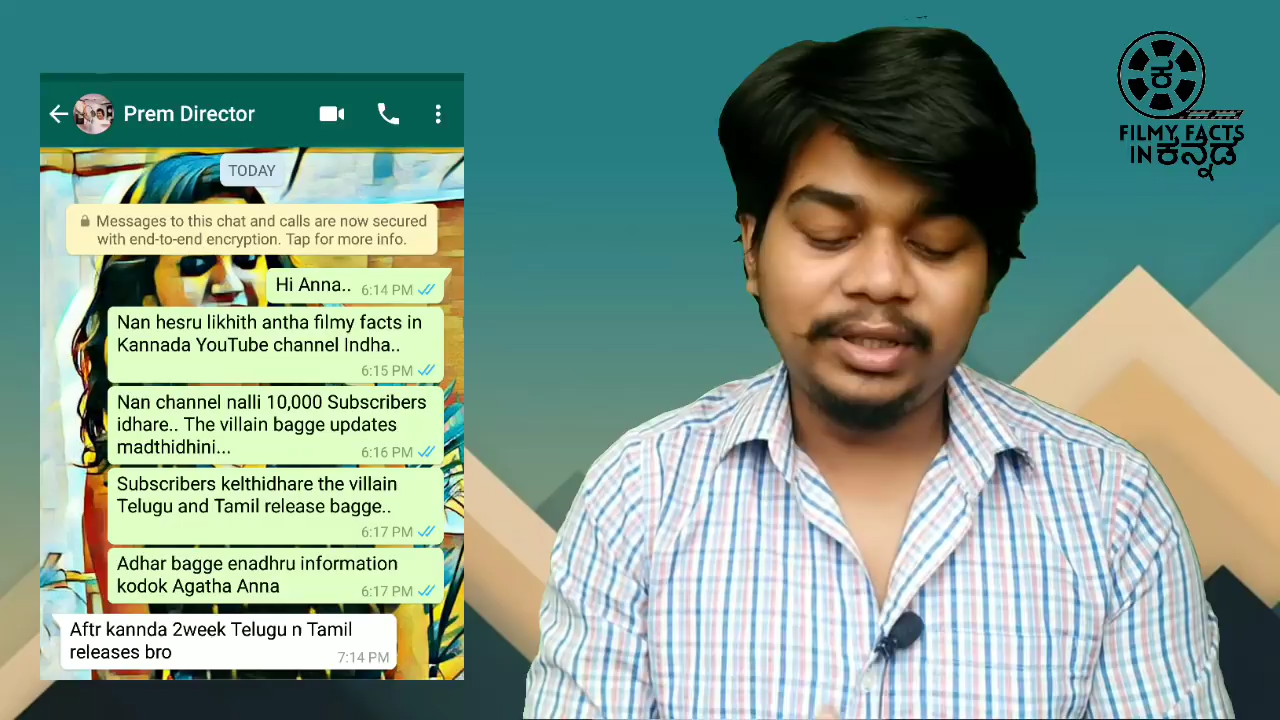 Prem Director
TODAY
Messages to this chat and calls are now secured
with end-to-end encryption. Tap for more info.
Hi Anna.. 6:14 PM
Nan hesru likhith antha filmy facts in
Kannada YouTube channel Indha..
6:15 PM
Nan channel nalli 10,000 Subscribers
idhare.. The villain bagge updates
madthidhini... 6:16 PM
Subscribers kelthidhare the villain
Telugu and Tamil release bagge..
6:17 PM
Adhar bagge enadhru information
kodok Agatha Anna 6:17 PM
Aftr kannda 2week Telugu n Tamil
releases bro 7:14 PM
FILMY FACTS
IN ಕನ್ನಡ